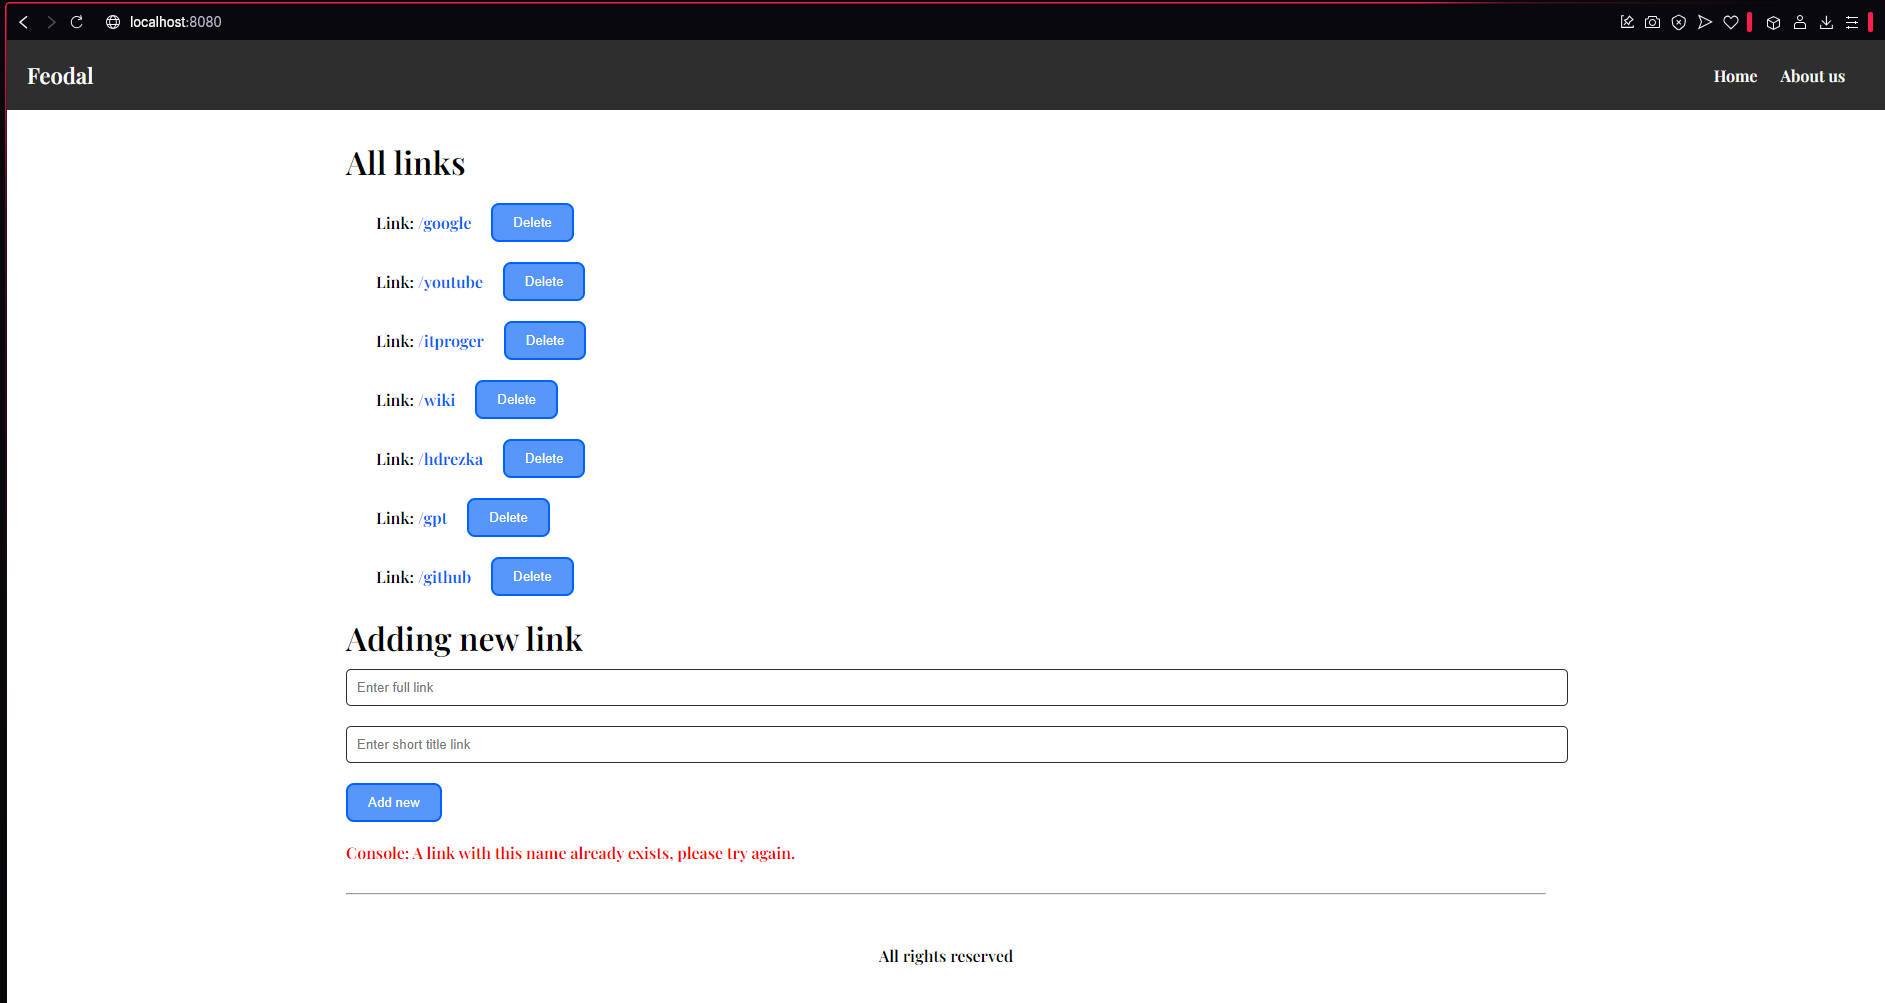 localhost:8080
Feodal
Home About us
All links
Link: /google Delete
Link: /youtube Delete
Link: /itproger Delete
Link: /wiki Delete
Link: /hdrezka Delete
Link: /gpt Delete
Link: /github Delete
Adding new link
Enter full link
Enter short title link
Add new
Console: A link with this name already exists, please try again.
All rights reserved